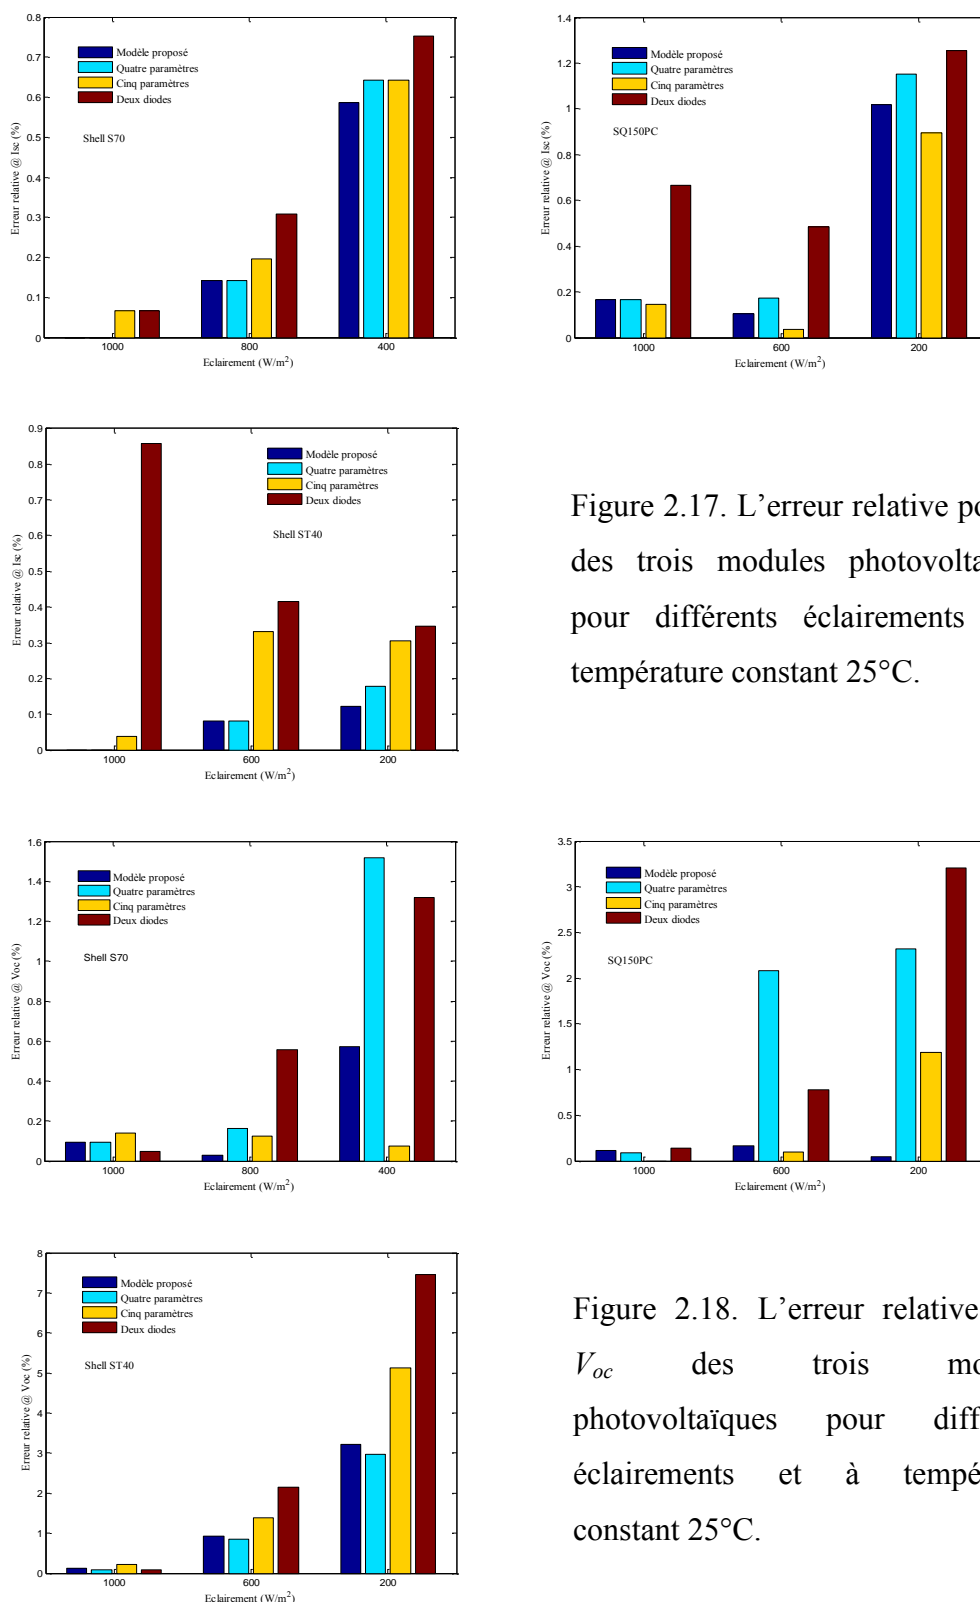 0.8
0.7
0.6
0.5
0.4
0.3
0.2
0.1
0
Erreur relative @ Isc (%)
Modèle proposé
Quatre paramètres
Cinq paramètres
Deux diodes
Shell S70
1000 800 400
Eclairement (W/m²)
1.4
1.2
1
0.8
0.6
0.4
0.2
0
Erreur relative @ Isc (%)
Modèle proposé
Quatre paramètres
Cinq paramètres
Deux diodes
SQ150PC
1000 600 200
Eclairement (W/m²)
0.9
0.8
0.7
0.6
0.5
0.4
0.3
0.2
0.1
0
Erreur relative @ Isc (%)
Modèle proposé
Quatre paramètres
Cinq paramètres
Deux diodes
Shell ST40
1000 600 200
Eclairement (W/m²)
Figure 2.17. L’erreur relative
des trois modules
pour différents éclairements
température constant 25°C.
1.6
1.4
1.2
1
0.8
0.6
0.4
0.2
0
Erreur relative @ Voc (%)
Modèle proposé
Quatre paramètres
Cinq paramètres
Deux diodes
Shell S70
1000 800 400
Eclairement (W/m²)
3.5
3
2.5
2
1.5
1
0.5
0
Erreur relative @ Voc (%)
Modèle proposé
Quatre paramètres
Cinq paramètres
Deux diodes
SQ150PC
1000 600 200
Eclairement (W/m²)
8
7
6
5
4
3
2
1
0
Erreur relative @ Voc (%)
Modèle proposé
Quatre paramètres
Cinq paramètres
Deux diodes
Shell ST40
1000 600 200
Eclairement (W/m²)
Figure 2.18. L’erreur relative
Voc des trois
photovoltaïques pour
éclairements et à
constant 25°C.